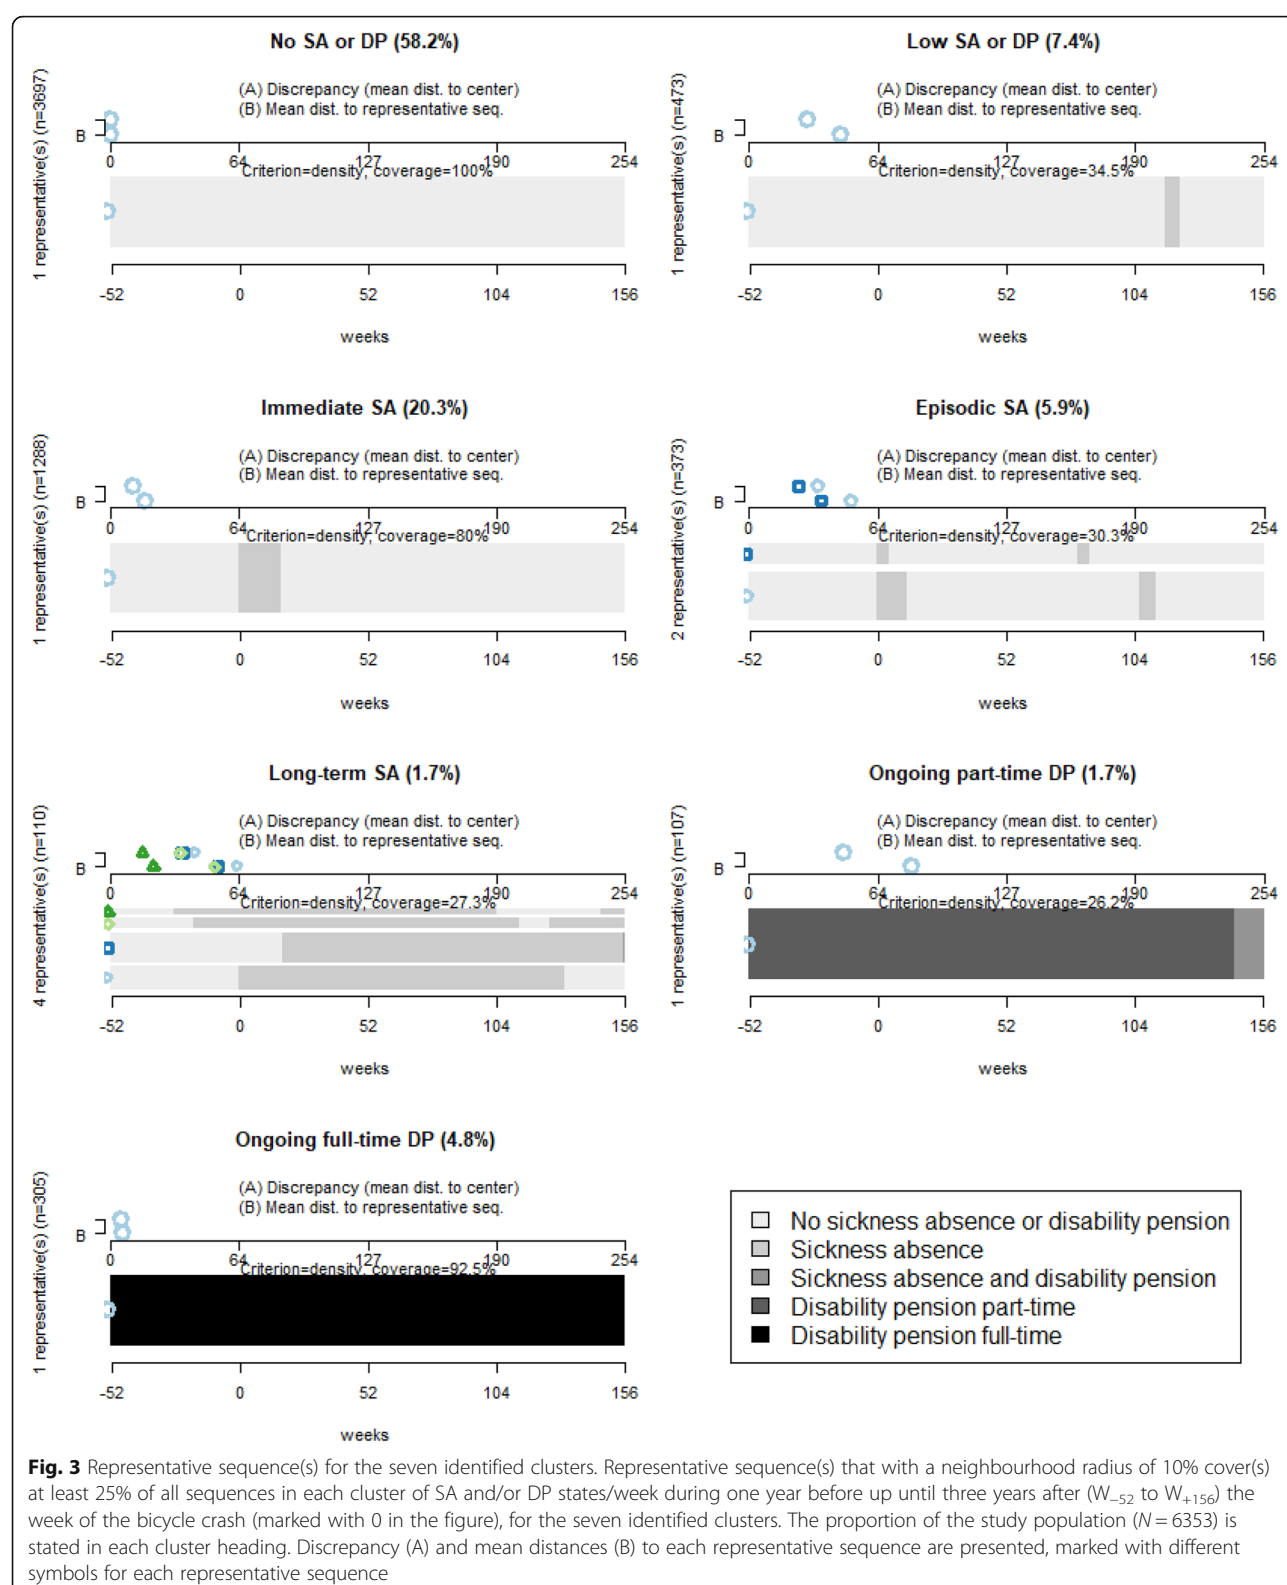 No SA or DP (58.2%)
1 representative(s) (n=3697)
(A) Discrepancy (mean dist. to center)
(B) Mean dist. to representative seq.
B
0 64 127 190 254
Criterion=density, coverage=100%
-52 0 52 104 156
weeks
Low SA or DP (7.4%)
1 representative(s) (n=473)
(A) Discrepancy (mean dist. to center)
(B) Mean dist. to representative seq.
B
0 64 127 190 254
Criterion=density, coverage=34.5%
-52 0 52 104 156
weeks
Immediate SA (20.3%)
1 representative(s) (n=1288)
(A) Discrepancy (mean dist. to center)
(B) Mean dist. to representative seq.
B
0 64 127 190 254
Criterion=density, coverage=80%
-52 0 52 104 156
weeks
Episodic SA (5.9%)
2 representative(s) (n=373)
(A) Discrepancy (mean dist. to center)
(B) Mean dist. to representative seq.
B
0 64 127 190 254
Criterion=density, coverage=30.3%
-52 0 52 104 156
weeks
Long-term SA (1.7%)
4 representative(s) (n=110)
(A) Discrepancy (mean dist. to center)
(B) Mean dist. to representative seq.
B
0 64 127 190 254
Criterion=density, coverage=27.3%
-52 0 52 104 156
weeks
Ongoing part-time DP (1.7%)
1 representative(s) (n=107)
(A) Discrepancy (mean dist. to center)
(B) Mean dist. to representative seq.
B
0 64 127 190 254
Criterion=density, coverage=26.2%
-52 0 52 104 156
weeks
Ongoing full-time DP (4.8%)
1 representative(s) (n=305)
(A) Discrepancy (mean dist. to center)
(B) Mean dist. to representative seq.
B
0 64 127 190 254
Criterion=density, coverage=92.5%
-52 0 52 104 156
weeks
No sickness absence or disability pension
Sickness absence
Sickness absence and disability pension
Disability pension part-time
Disability pension full-time
Fig. 3 Representative sequence(s) for the seven identified clusters. Representative sequence(s) that with a neighbourhood radius of 10% cover(s)
at least 25% of all sequences in each cluster of SA and/or DP states/week during one year before up until three years after (W₋₅₂ to W₊₁₅₆) the
week of the bicycle crash (marked with 0 in the figure), for the seven identified clusters. The proportion of the study population (N = 6353) is
stated in each cluster heading. Discrepancy (A) and mean distances (B) to each representative sequence are presented, marked with different
symbols for each representative sequence